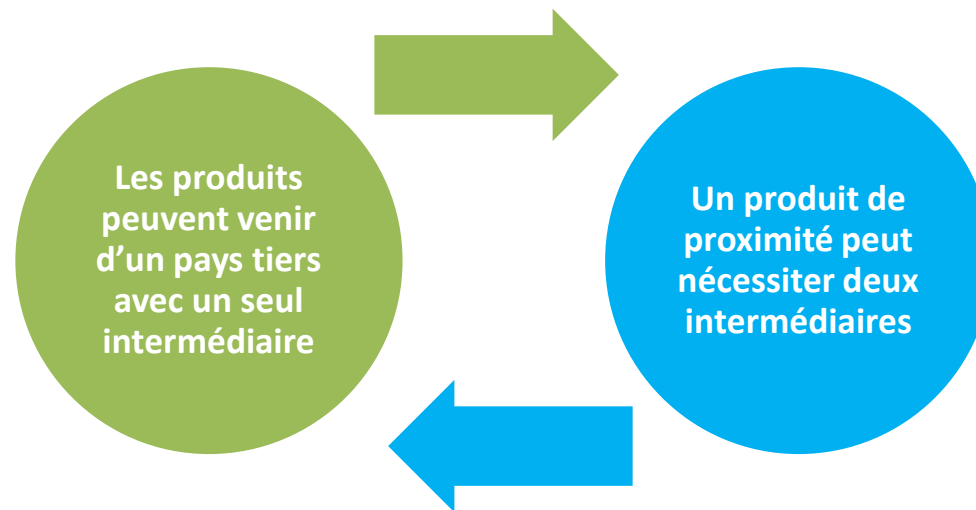 Les produits
peuvent venir
d’un pays tiers
avec un seul
intermédiaire
Un produit de
proximité peut
nécessiter deux
intermédiaires